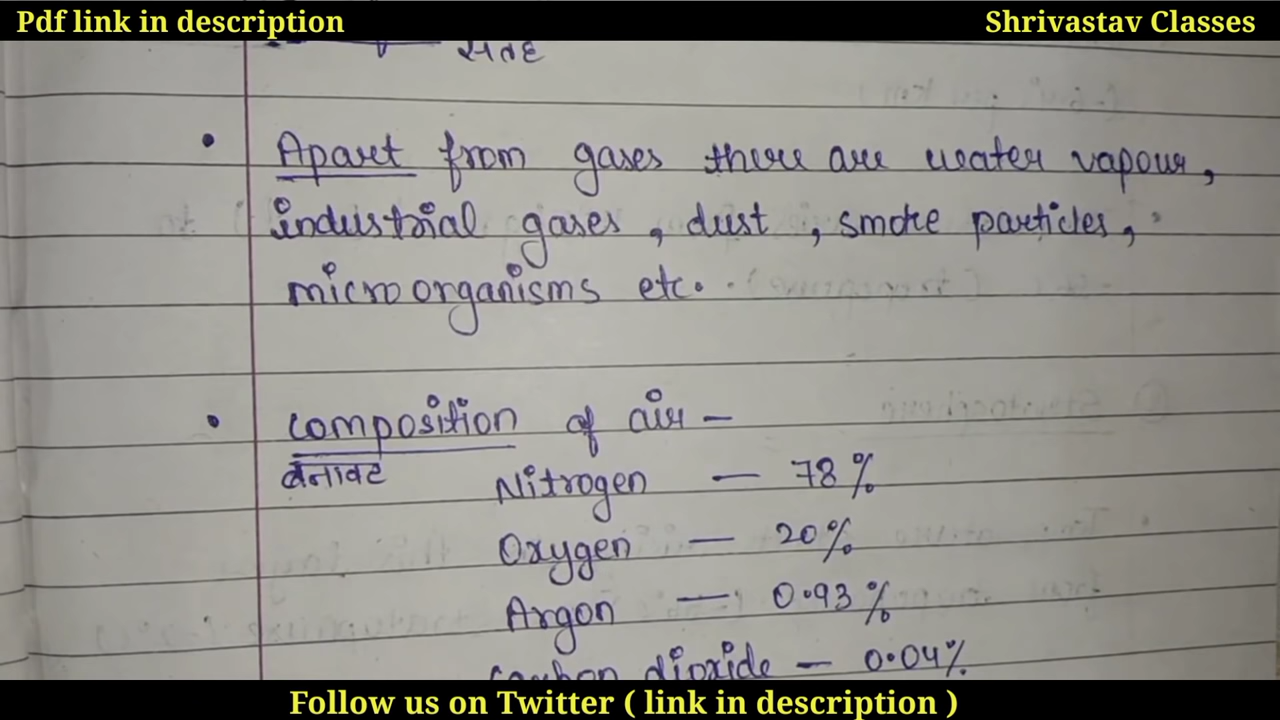 Pdf link in description
Shrivastav Classes
सतह
Apart from gases there are water vapour,
industrial gases, dust, smoke particles,
microorganisms etc.
composition of air –
बनावट
Nitrogen — 78%
Oxygen — 20%
Argon — 0.93%
carbon dioxide – 0.04%
Follow us on Twitter ( link in description )